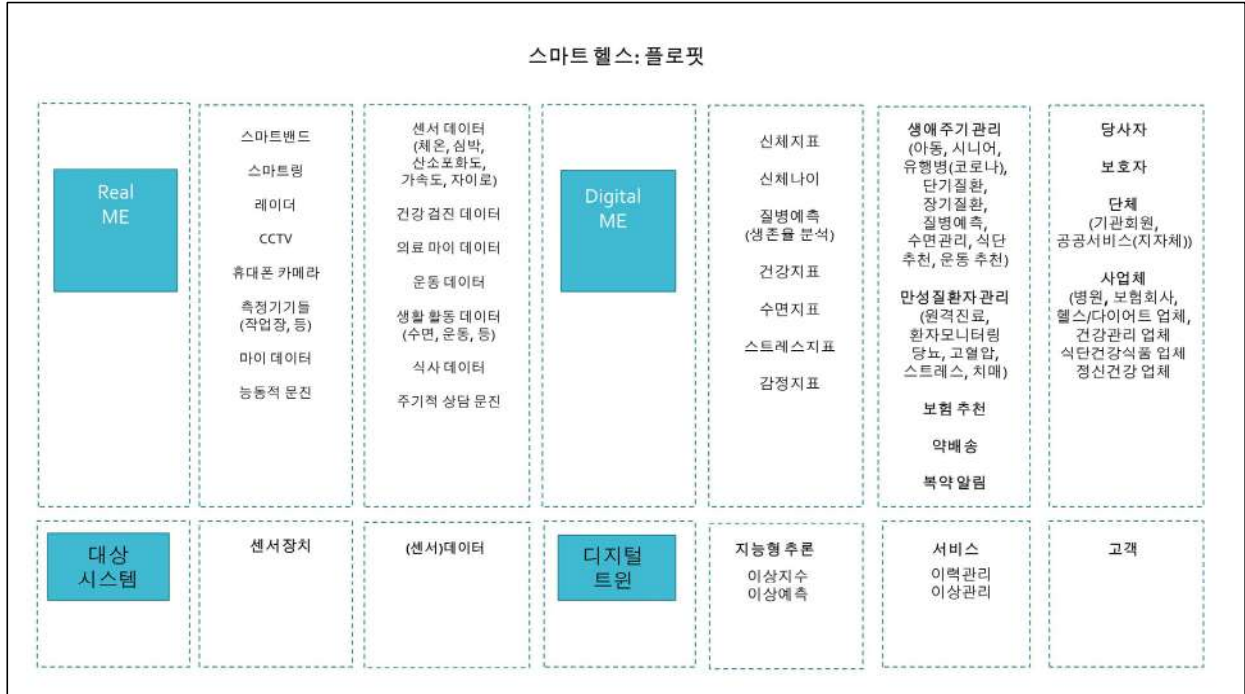 스마트 헬스: 플로핏
Real
ME
스마트밴드
스마트링
레이더
CCTV
휴대폰 카메라
측정기기들
(작업장, 등)
마이 데이터
능동적 문진
센서 데이터
(체온, 심박,
산소포화도,
가속도, 자이로)
건강 검진 데이터
의료 마이 데이터
운동 데이터
생활 활동 데이터
(수면, 운동, 등)
식사 데이터
주기적 상담 문진
Digital
ME
신체지표
신체나이
질병예측
(생존율 분석)
건강지표
수면지표
스트레스지표
감정지표
생애주기관리
(아동, 시니어,
유행병(코로나),
단기질환,
장기질환,
질병예측,
수면관리, 식단
추천, 운동 추천)
만성질환자관리
(원격진료,
환자모니터링
당뇨, 고혈압,
스트레스, 치매)
보험 추천
약배송
복약 알림
당사자
보호자
단체
(기관회원,
공공서비스(지자체))
사업체
(병원, 보험회사,
헬스/다이어트 업체,
건강관리 업체
식단건강식품 업체
정신건강 업체
대상
시스템
센서장치
(센서)데이터
디지털
트윈
지능형 추론
이상지수
이상예측
서비스
이력관리
이상관리
고객